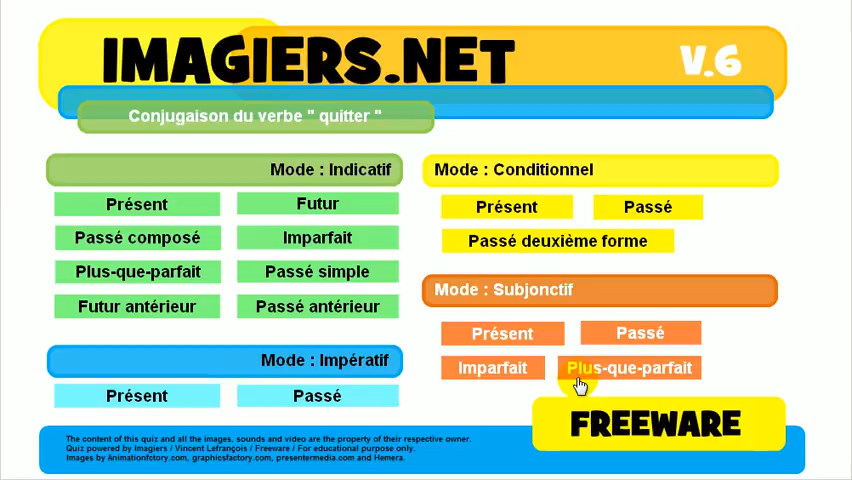 IMAGIERS.NET
V.6
Conjugaison du verbe " quitter "
Mode : Indicatif
Présent
Futur
Passé composé
Imparfait
Plus-que-parfait
Passé simple
Futur antérieur
Passé antérieur
Mode : Impératif
Présent
Passé
Mode : Conditionnel
Présent
Passé
Passé deuxième forme
Mode : Subjonctif
Présent
Passé
Imparfait
Plus-que-parfait
FREEWARE
The content of this quiz and all the images, sounds and video are the property of their respective owner.
Quiz powered by Imagiers / Vincent Lefrançois / Freeware / For educational purpose only.
Images by Animationfctory.com, graphicsfactory.com, presentermedia.com and Hemera.